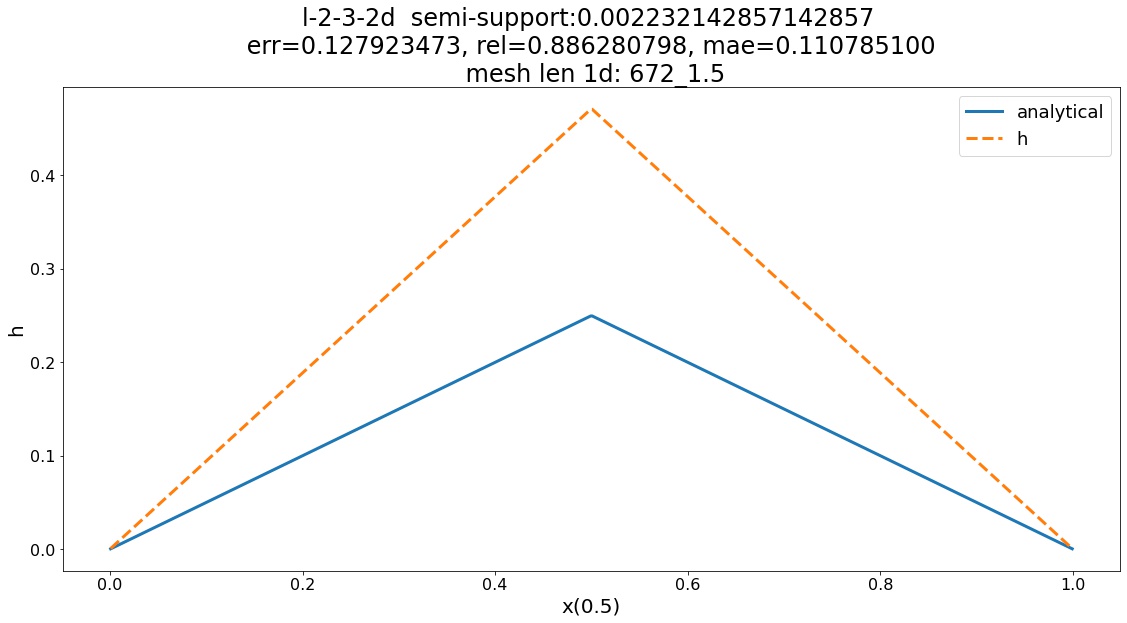 l-2-3-2d  semi-support:0.002232142857142857
err=0.127923473, rel=0.886280798, mae=0.110785100
mesh len 1d: 672_1.5
analytical
h
h
0.4
0.3
0.2
0.1
0.0
0.0 0.2 0.4 0.6 0.8 1.0
x(0.5)